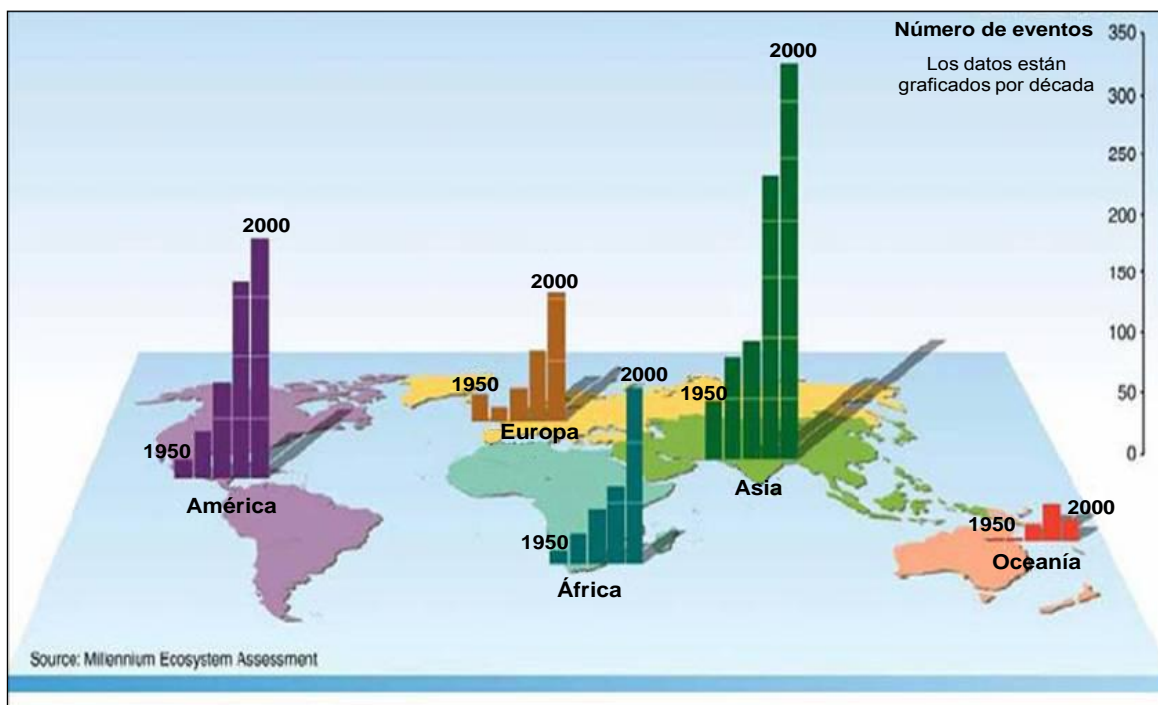 Número de eventos
Los datos están
graficados por década
350
300
250
200
150
100
50
0
2000
2000
2000
2000
1950
1950
1950
Europa
América
Asia
1950
África
1950
2000
Oceanía
Source: Millennium Ecosystem Assessment